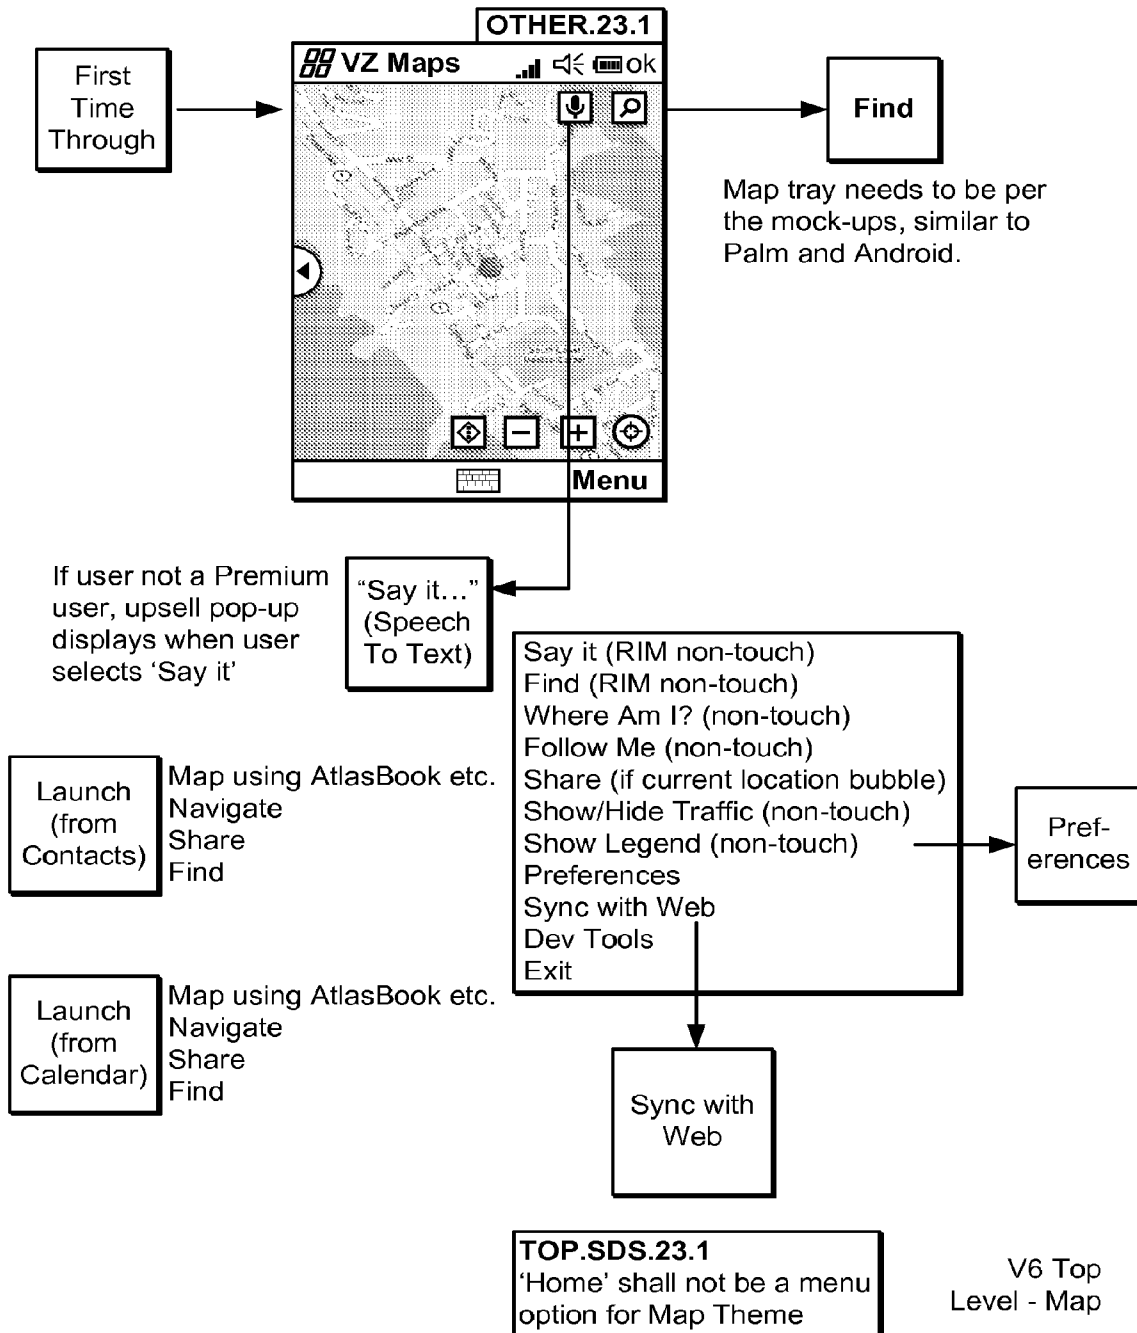 OTHER.23.1
VZ Maps
ok
First
Time
Through
Find
Map tray needs to be per
the mock-ups, similar to
Palm and Android.
Menu
If user not a Premium
user, upsell pop-up
displays when user
selects ‘Say it’
“Say it…”
(Speech
To Text)
Say it (RIM non-touch)
Find (RIM non-touch)
Where Am I? (non-touch)
Follow Me (non-touch)
Share (if current location bubble)
Show/Hide Traffic (non-touch)
Show Legend (non-touch)
Preferences
Sync with Web
Dev Tools
Exit
Pref-
erences
Launch
(from
Contacts)
Map using AtlasBook etc.
Navigate
Share
Find
Launch
(from
Calendar)
Map using AtlasBook etc.
Navigate
Share
Find
Sync with
Web
TOP.SDS.23.1
‘Home’ shall not be a menu
option for Map Theme
V6 Top
Level - Map